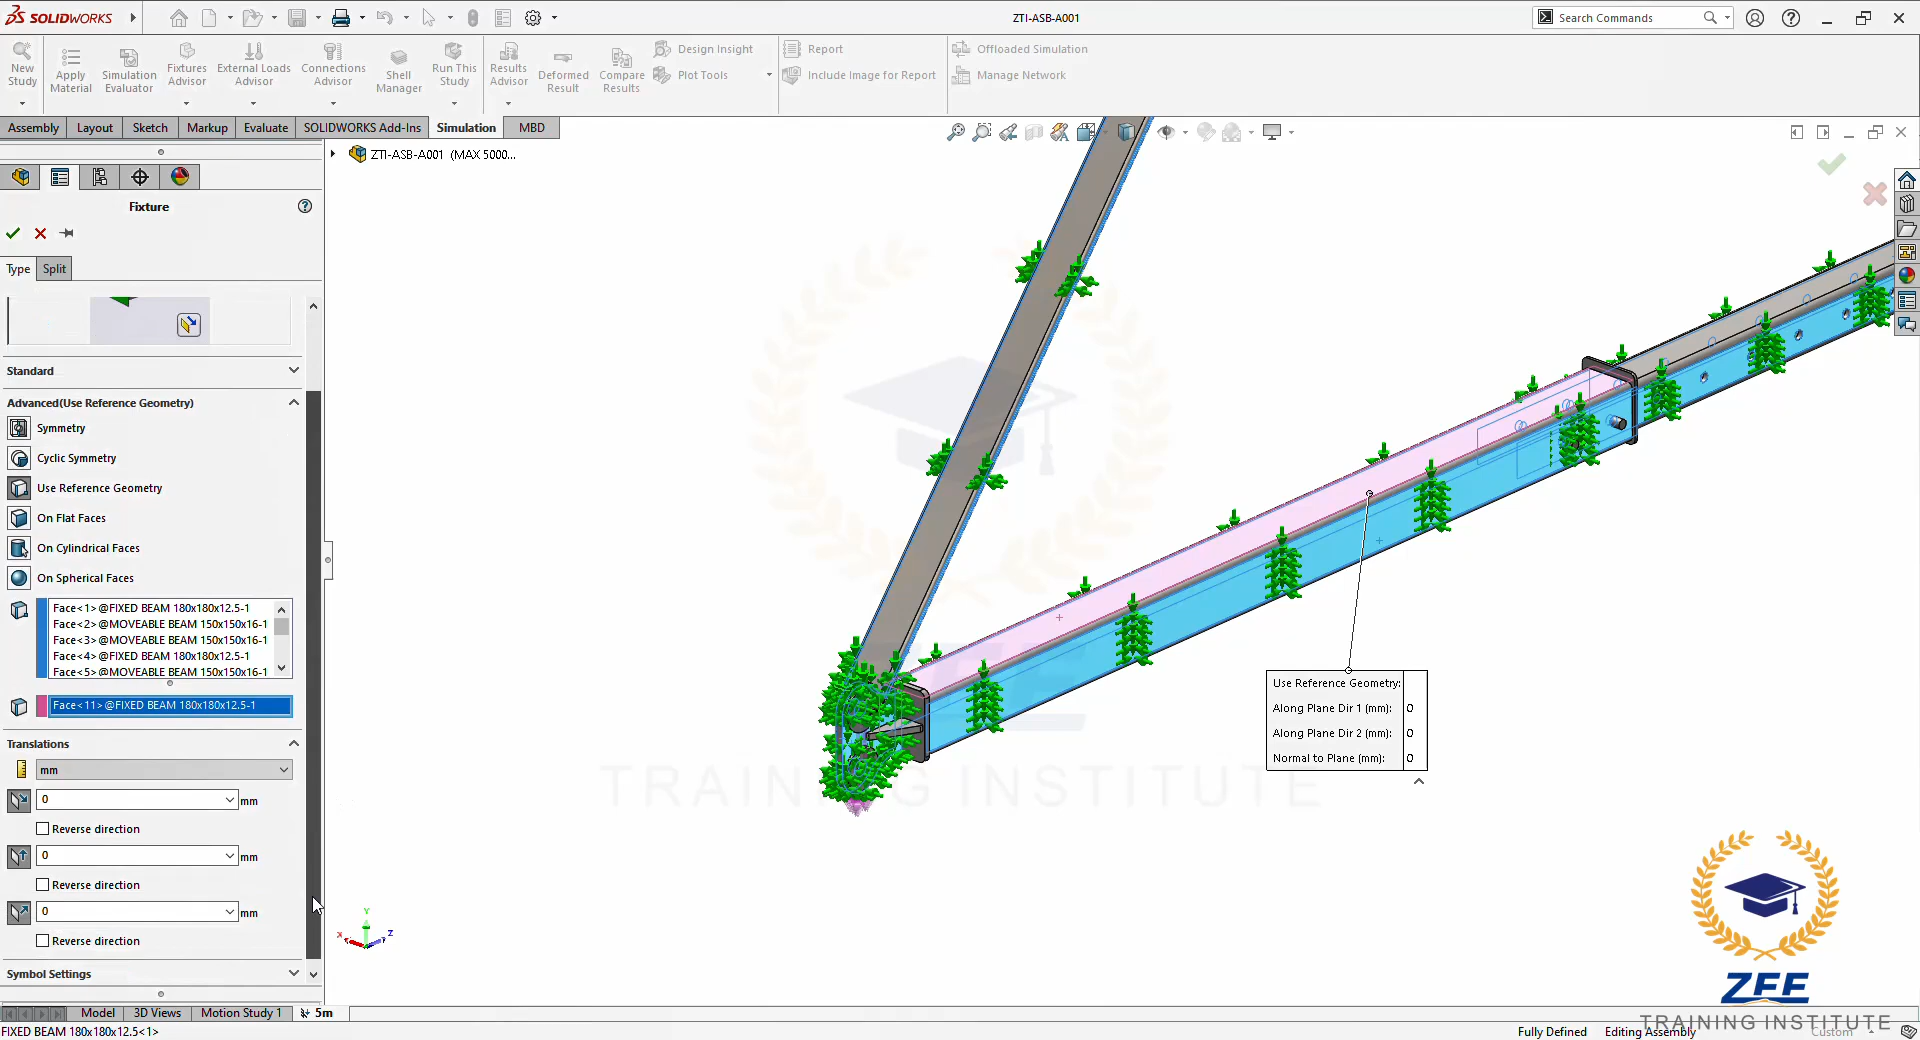 SOLIDWORKS
ZTI-ASB-A001
Search Commands
New Study
Apply Material
Simulation Evaluator
Fixtures Advisor
External Loads Advisor
Connections Advisor
Shell Manager
Run This Study
Results Advisor
Deformed Result
Compare Results
Design Insight
Plot Tools
Report
Include Image for Report
Offloaded Simulation
Manage Network
Assembly
Layout
Sketch
Markup
Evaluate
SOLIDWORKS Add-Ins
Simulation
MBD
ZTI-ASB-A001 (MAX 5000...
Fixture
Type
Split
Standard
Advanced(Use Reference Geometry)
Symmetry
Cyclic Symmetry
Use Reference Geometry
On Flat Faces
On Cylindrical Faces
On Spherical Faces
Face<1>@FIXED BEAM 180x180x12.5-1
Face<2>@MOVEABLE BEAM 150x150x16-1
Face<3>@MOVEABLE BEAM 150x150x16-1
Face<4>@FIXED BEAM 180x180x12.5-1
Face<5>@MOVEABLE BEAM 150x150x16-1
Face<11>@FIXED BEAM 180x180x12.5-1
Translations
mm
0 mm
Reverse direction
0 mm
Reverse direction
0 mm
Reverse direction
Symbol Settings
Use Reference Geometry:
Along Plane Dir 1 (mm): 0
Along Plane Dir 2 (mm): 0
Normal to Plane (mm): 0
ZEE
TRAINING INSTITUTE
Y
X
Z
ZEE
TRAINING INSTITUTE
Model
3D Views
Motion Study 1
5m
FIXED BEAM 180x180x12.5<1>
Fully Defined
Editing Assembly
Custom